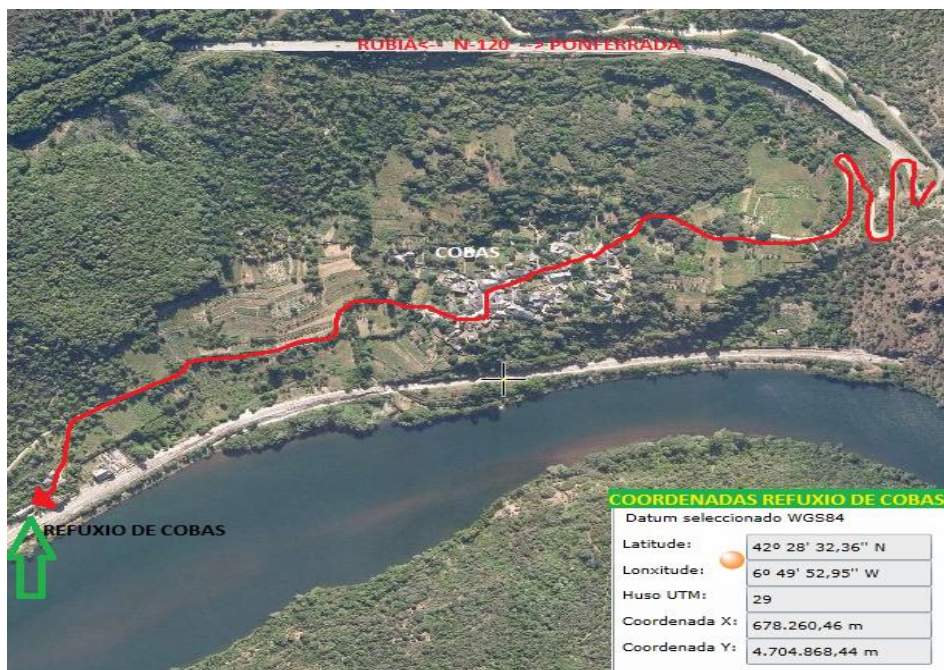 RUBIÁ<-- N-120 --> PONFERRADA
COBAS
REFUXIO DE COBAS
COORDENADAS REFUXIO DE COBAS
Datum seleccionado WGS84
Latitude: 42º 28' 32,36'' N
Lonxitude: 6º 49' 52,95'' W
Huso UTM: 29
Coordenada X: 678.260,46 m
Coordenada Y: 4.704.868,44 m